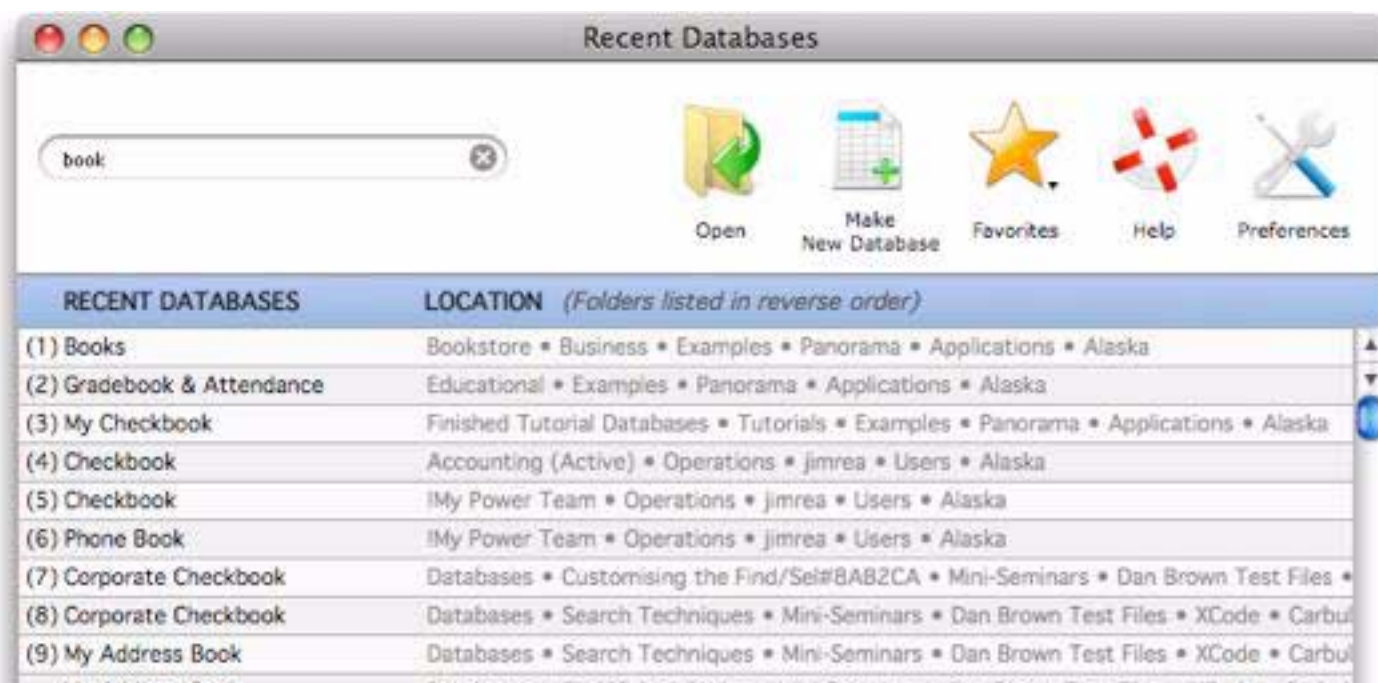 Recent Databases
book
Open
Make
New Database
Favorites
Help
Preferences
RECENT DATABASES LOCATION (Folders listed in reverse order)
(1) Books Bookstore • Business • Examples • Panorama • Applications • Alaska
(2) Gradebook & Attendance Educational • Examples • Panorama • Applications • Alaska
(3) My Checkbook Finished Tutorial Databases • Tutorials • Examples • Panorama • Applications • Alaska
(4) Checkbook Accounting (Active) • Operations • jimrea • Users • Alaska
(5) Checkbook !My Power Team • Operations • jimrea • Users • Alaska
(6) Phone Book !My Power Team • Operations • jimrea • Users • Alaska
(7) Corporate Checkbook Databases • Customising the Find/Sel#8AB2CA • Mini-Seminars • Dan Brown Test Files •
(8) Corporate Checkbook Databases • Search Techniques • Mini-Seminars • Dan Brown Test Files • XCode • Carbul
(9) My Address Book Databases • Search Techniques • Mini-Seminars • Dan Brown Test Files • XCode • Carbul